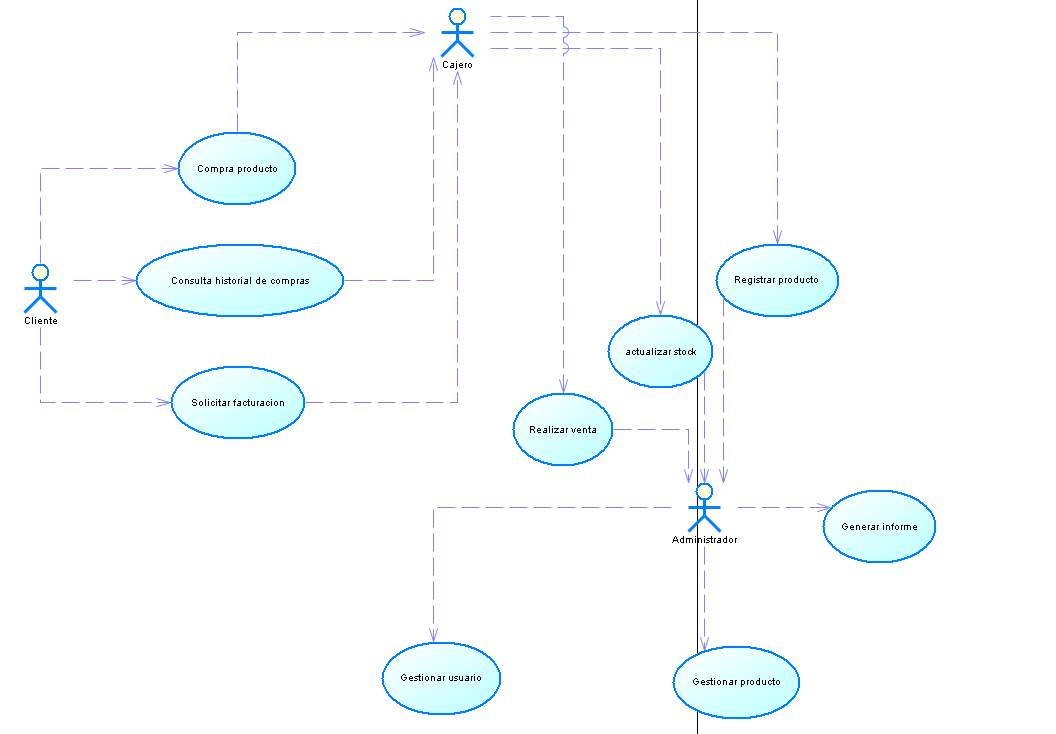 Cajero
Compra producto
Consulta historial de compras
Registrar producto
Cliente
actualizar stock
Solicitar facturacion
Realizar venta
Generar informe
Administrador
Gestionar usuario
Gestionar producto